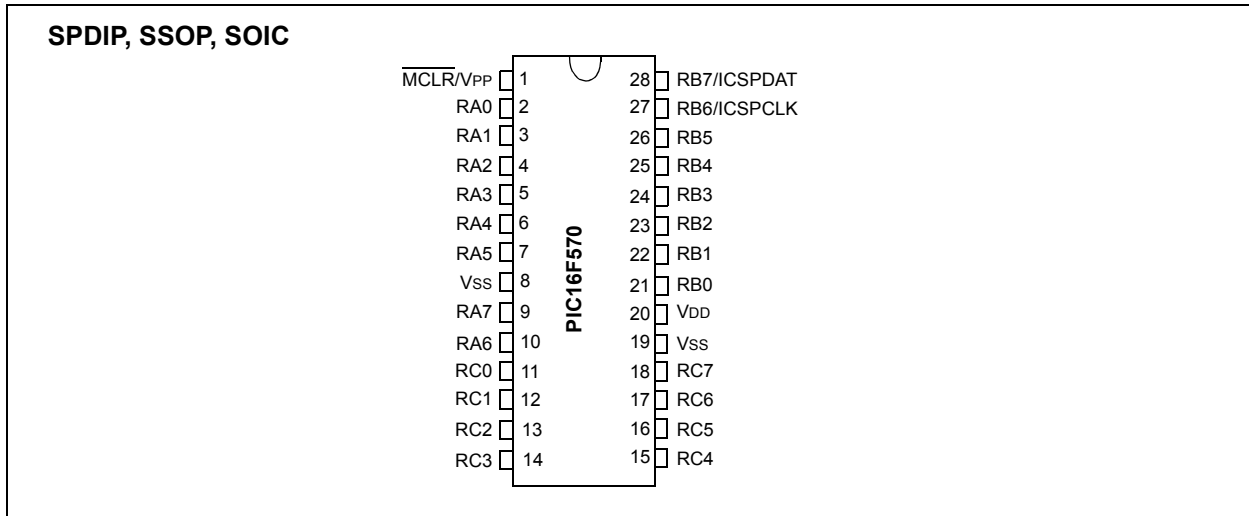 SPDIP, SSOP, SOIC
MCLR/VPP 1 28 RB7/ICSPDAT
RA0 2 27 RB6/ICSPCLK
RA1 3 26 RB5
RA2 4 25 RB4
RA3 5 24 RB3
RA4 6 23 RB2
RA5 7 22 RB1
VSS 8 21 RB0
RA7 9 20 VDD
RA6 10 19 VSS
RC0 11 18 RC7
RC1 12 17 RC6
RC2 13 16 RC5
RC3 14 15 RC4
PIC16F570